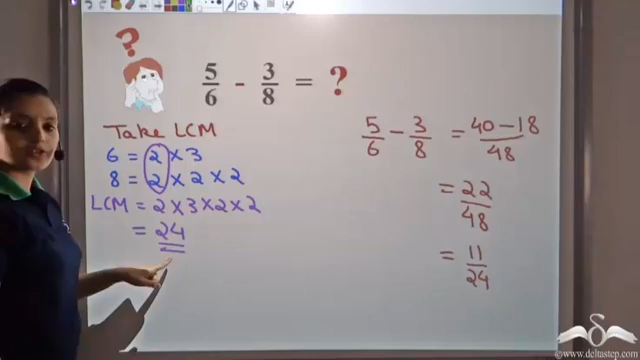 ?
5/6 - 3/8 = ?
Take LCM
6 = 2 × 3
8 = 2 × 2 × 2
LCM = 2 × 3 × 2 × 2
= 24
5/6 - 3/8 = 40 - 18/48
= 22/48
= 11/24
©www.deltastep.com